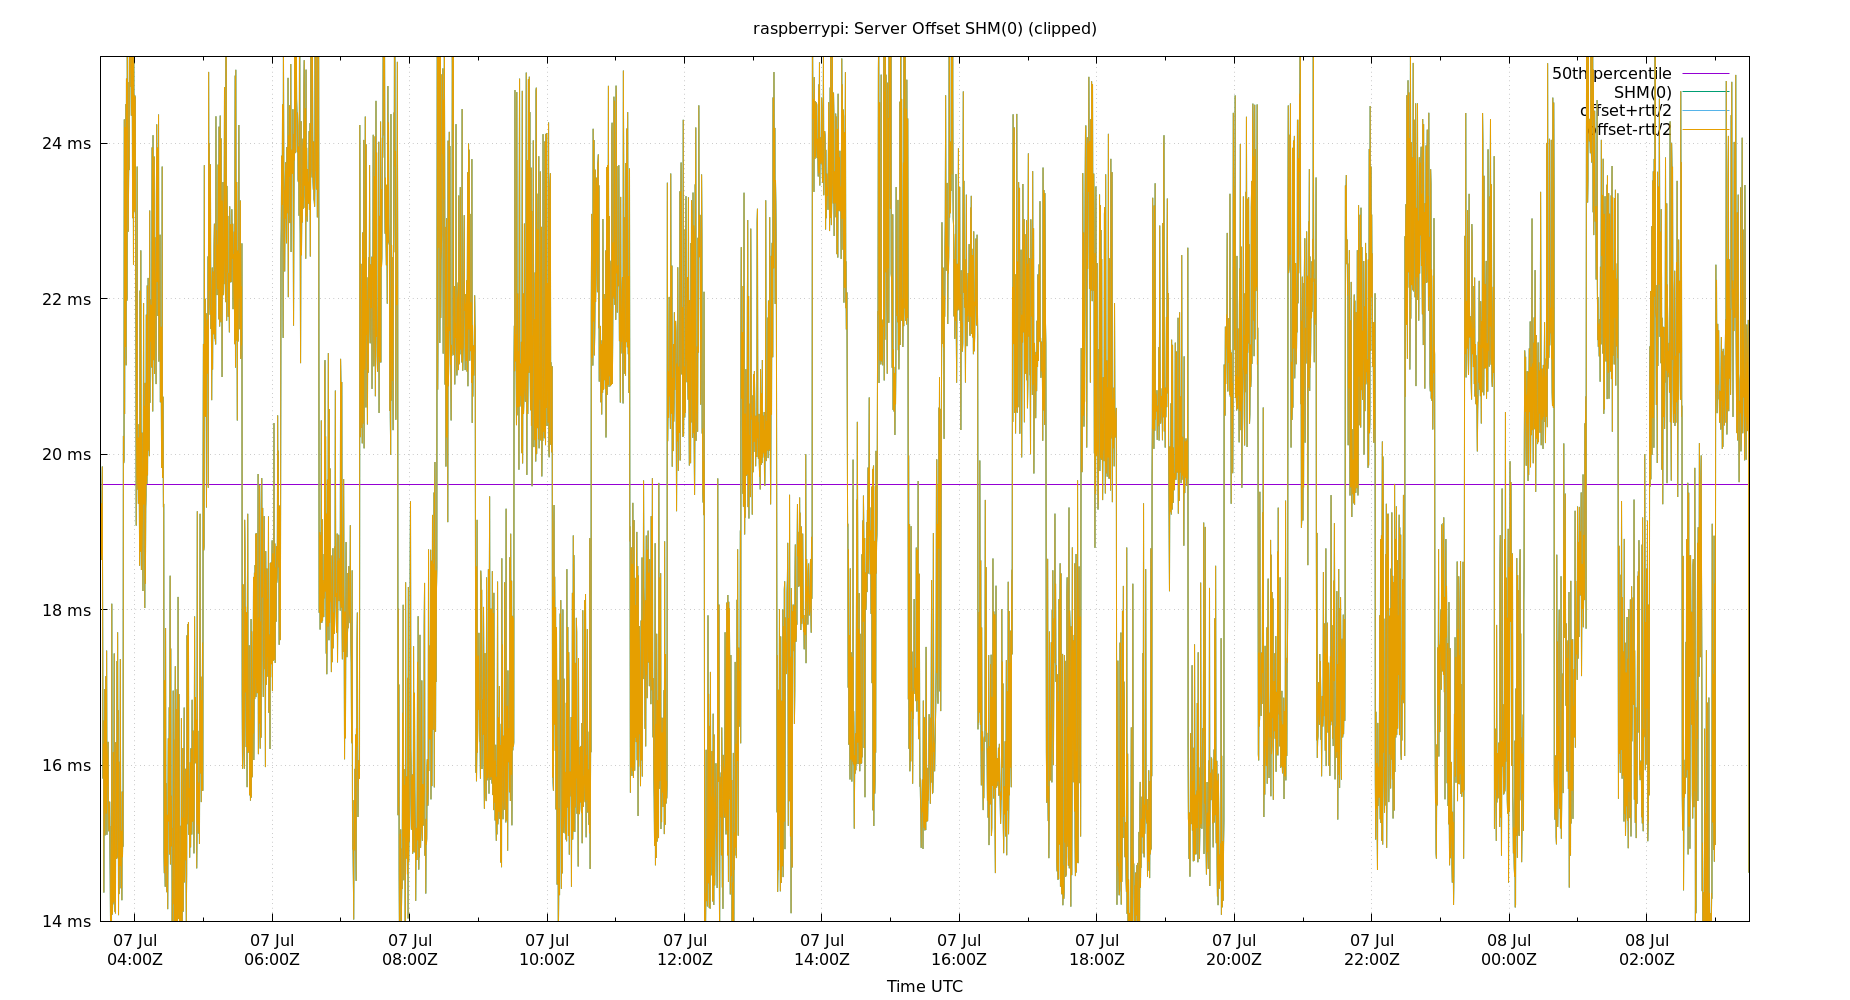 raspberrypi: Server Offset SHM(0) (clipped)
50th percentile
SHM(0)
offset+rtt/2
offset-rtt/2
24 ms
22 ms
20 ms
18 ms
16 ms
14 ms
07 Jul 07 Jul 07 Jul 07 Jul 07 Jul 07 Jul 07 Jul 07 Jul 07 Jul 07 Jul 08 Jul 08 Jul
04:00Z 06:00Z 08:00Z 10:00Z 12:00Z 14:00Z 16:00Z 18:00Z 20:00Z 22:00Z 00:00Z 02:00Z
Time UTC